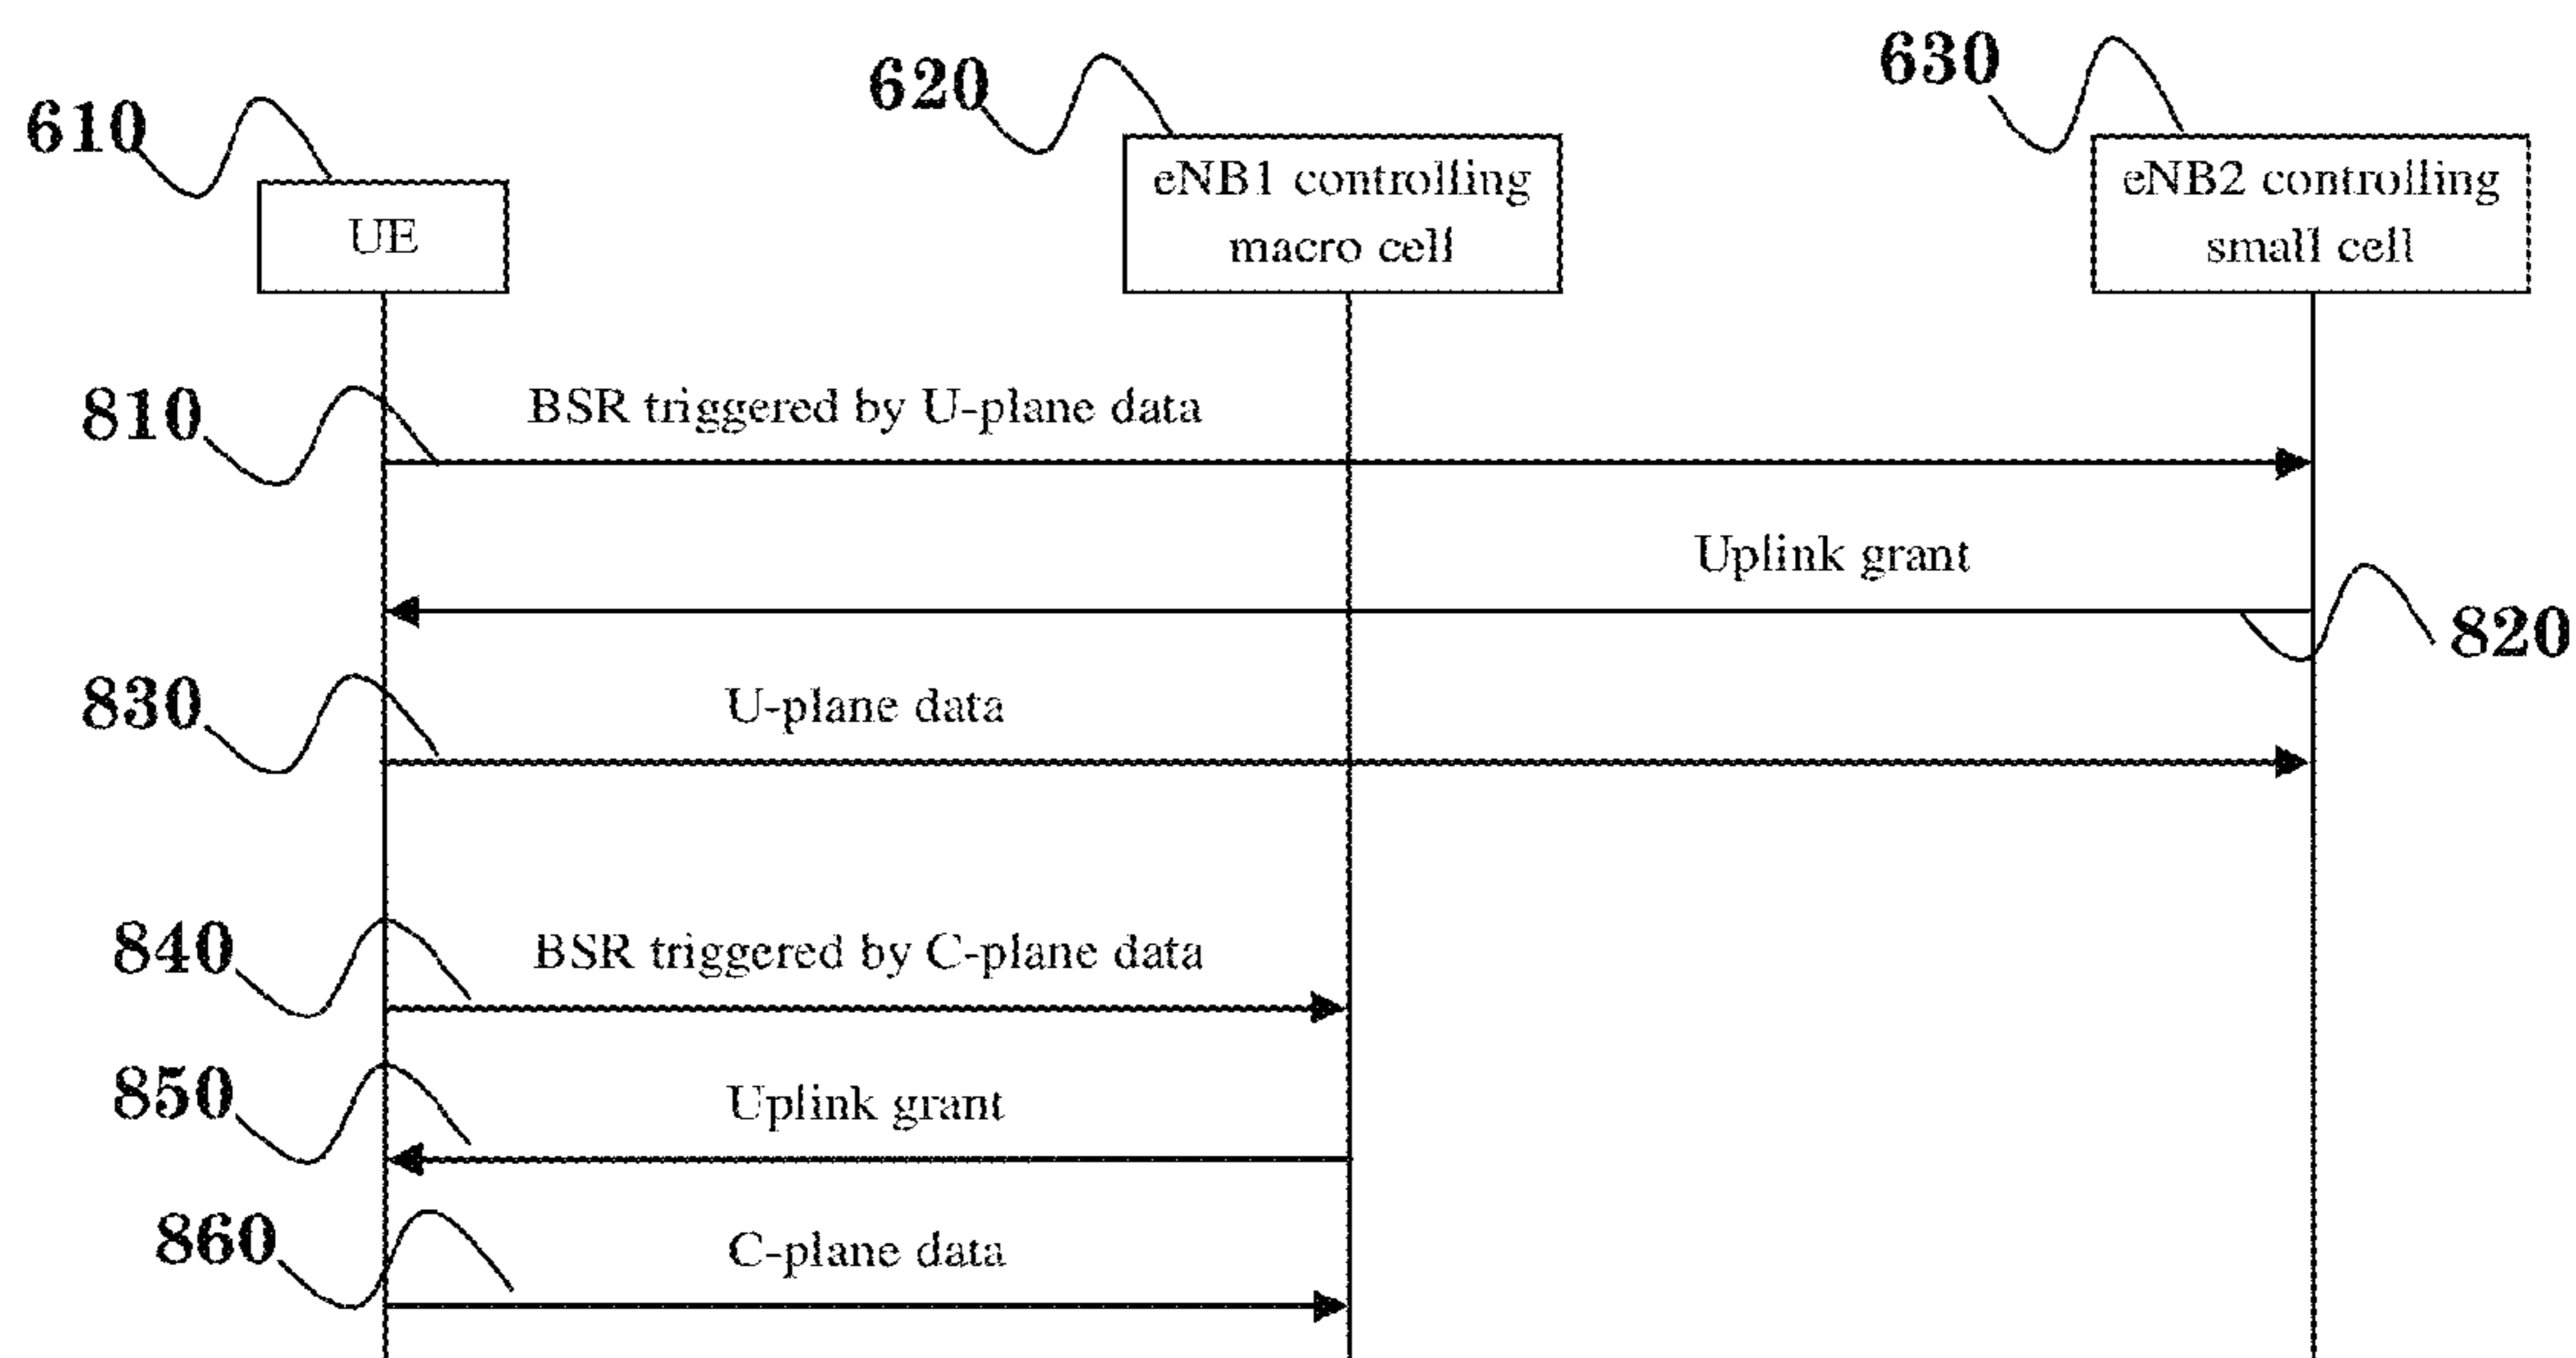 610
620
630
UE
eNB1 controlling
macro cell
eNB2 controlling
small cell
810
BSR triggered by U-plane data
Uplink grant
820
830
U-plane data
840
BSR triggered by C-plane data
850
Uplink grant
860
C-plane data